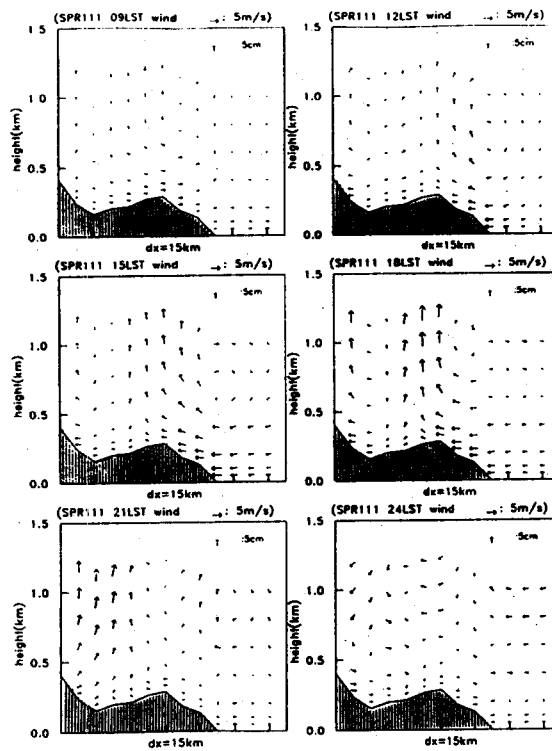 (SPR111 09LST wind →: 5m/s)
(SPR111 12LST wind →: 5m/s)
1.5
1.0
0.5
0.0
height(km)
:5cm
dx=15km
1.5
1.0
0.5
0.0
height(km)
:5cm
(SPR111 15LST wind →: 5m/s)
(SPR111 18LST wind →: 5m/s)
1.5
1.0
0.5
0.0
height(km)
:5cm
dx=15km
1.5
1.0
0.5
0.0
height(km)
:5cm
dx=15km
(SPR111 21LST wind →: 5m/s)
(SPR111 24LST wind →: 5m/s)
1.5
1.0
0.5
0.0
height(km)
:5cm
dx=15km
1.5
1.0
0.5
0.0
height(km)
:5cm
dx=15km